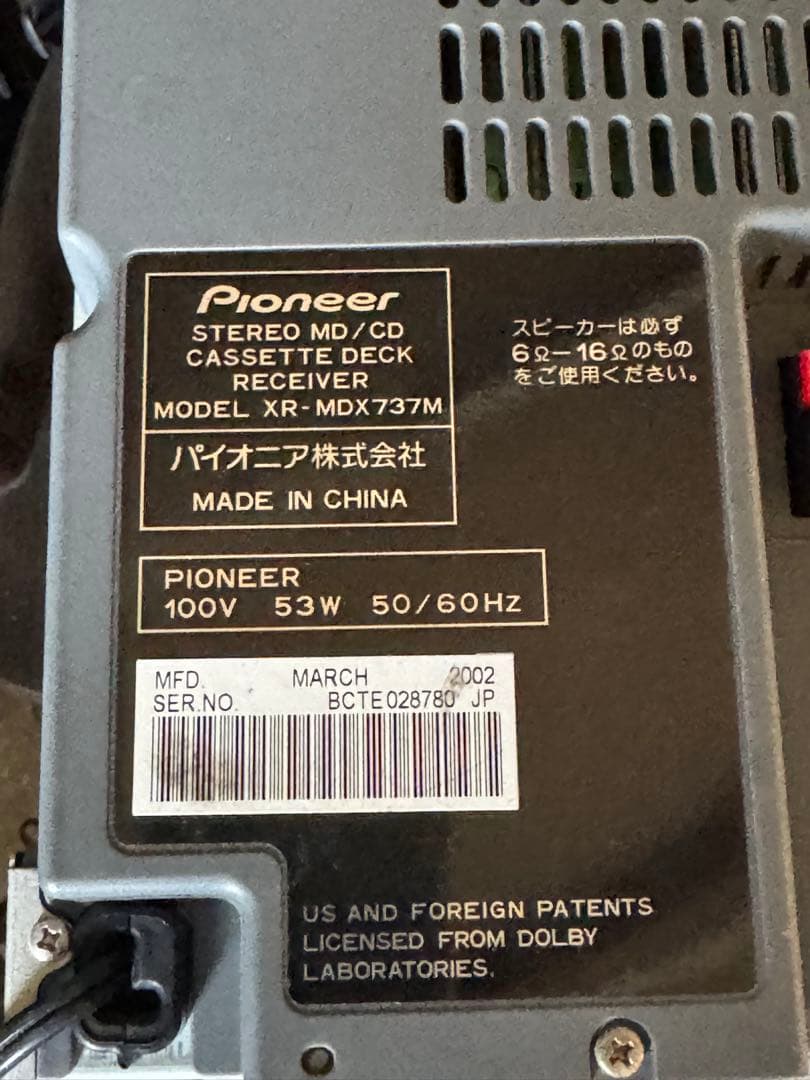 Pioneer
STEREO MD/CD
CASSETTE DECK
RECEIVER
MODEL XR-MDX737M
パイオニア株式会社
MADE IN CHINA
スピーカーは必ず
6Ω－16Ωのもの
をご使用ください。
PIONEER
100V 53W 50/60Hz
MFD. MARCH 2002
SER.NO. BCTE028780 JP
US AND FOREIGN PATENTS
LICENSED FROM DOLBY
LABORATORIES.